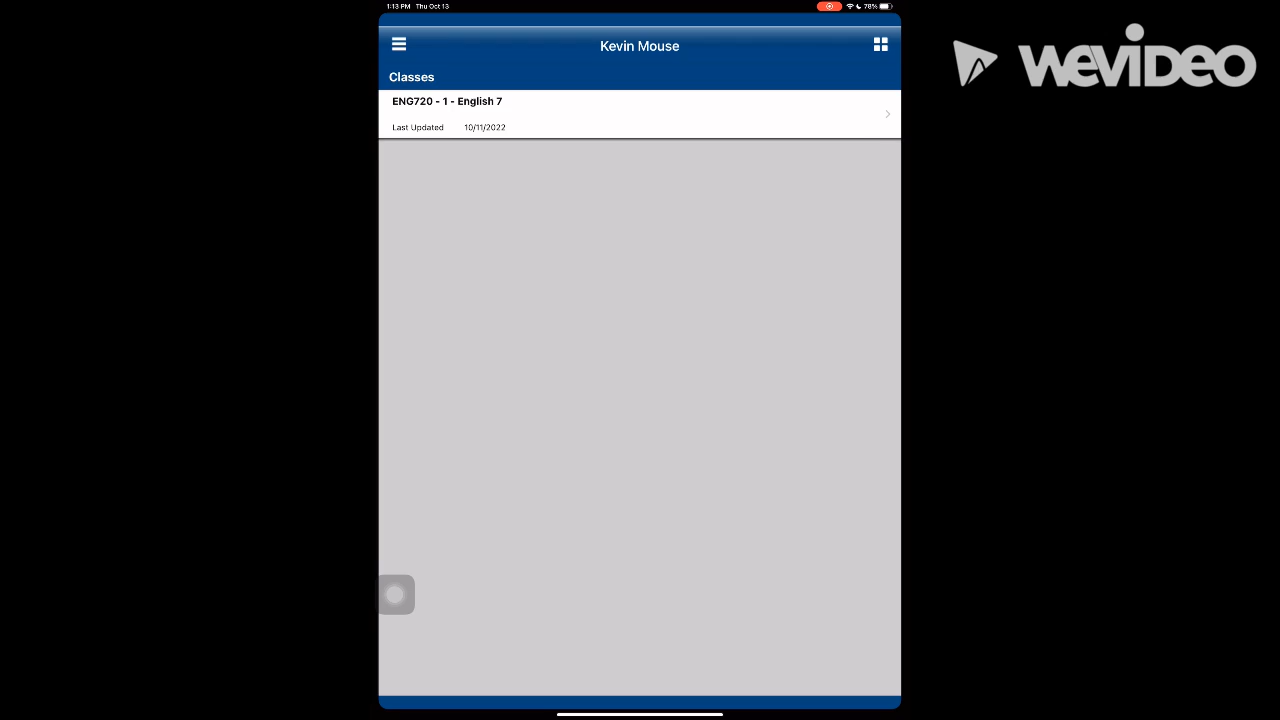 1:13 PM Thu Oct 13
78%
Kevin Mouse
WEVIDEO
Classes
ENG720 - 1 - English 7
Last Updated 10/11/2022